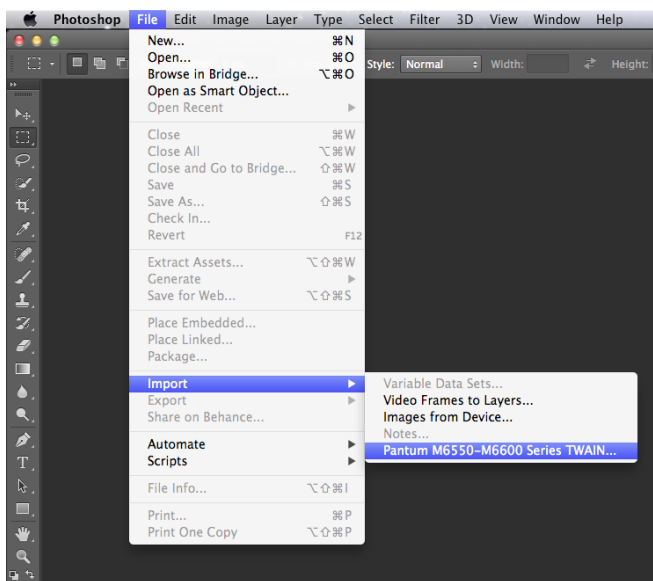 Photoshop File Edit Image Layer Type Select Filter 3D View Window Help
Style: Normal Width: Height:
New... ⌘N
Open... ⌘O
Browse in Bridge... ⌥⌘O
Open as Smart Object...
Open Recent
Close ⌘W
Close All ⌥⌘W
Close and Go to Bridge... ⇧⌘W
Save ⌘S
Save As... ⇧⌘S
Check In...
Revert F12
Extract Assets... ⌥⇧⌘W
Generate
Save for Web... ⌥⇧⌘S
Place Embedded...
Place Linked...
Package...
Import
Export
Share on Behance...
Automate
Scripts
File Info... ⌥⇧⌘I
Print... ⌘P
Print One Copy ⌥⇧⌘P
Variable Data Sets...
Video Frames to Layers...
Images from Device...
Notes...
Pantum M6550-M6600 Series TWAIN...